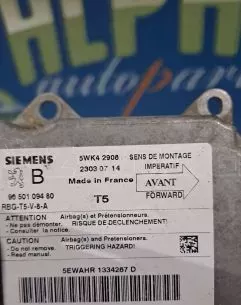 ALPH
autopar
SIEMENS
5WK4 2908
SENS DE MONTAGE
IMPERATIF
B
2303 07 14
Made in France
AVANT
FORWARD
96 501 094 80
T5
RBG-T5-V-8-A
ATTENTION
- Ne pas démonter.
- Consulter la notice.
Airbag(s) et Prétensionneurs.
RISQUE DE DECLENCHEMENT!
CAUTION
- Do not remove.
- Read manual.
Airbag(s) and Pretensioners.
TRIGGERING HAZARD!
5EWAHR 1334267 D